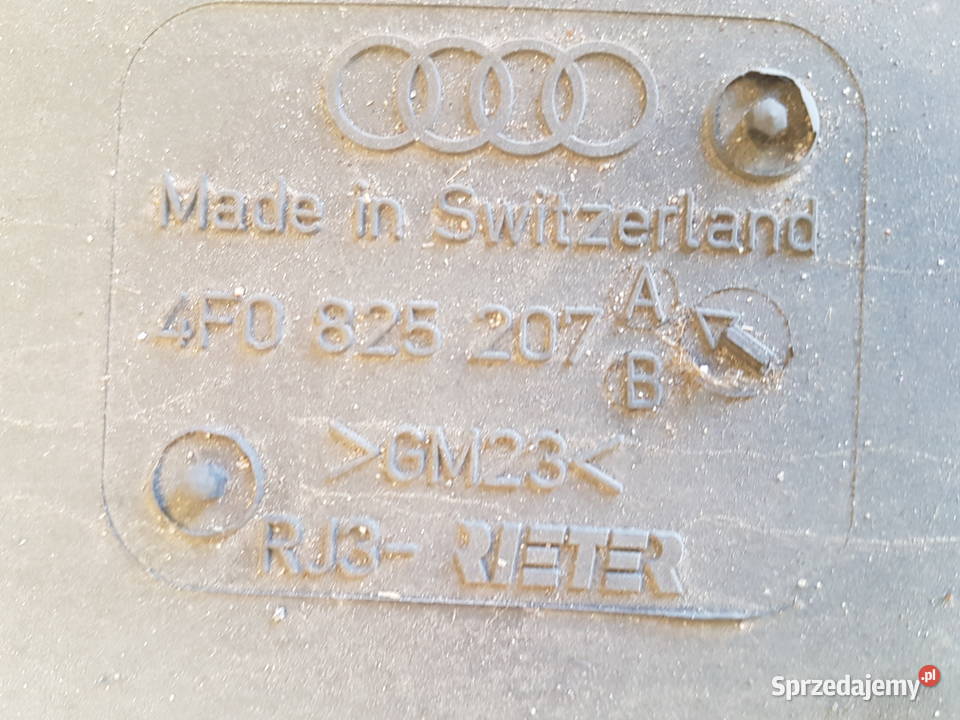 Made in Switzerland
4F0 825 207 A
B
>GM23<
RJ3- RIETER
Sprzedajemy.pl